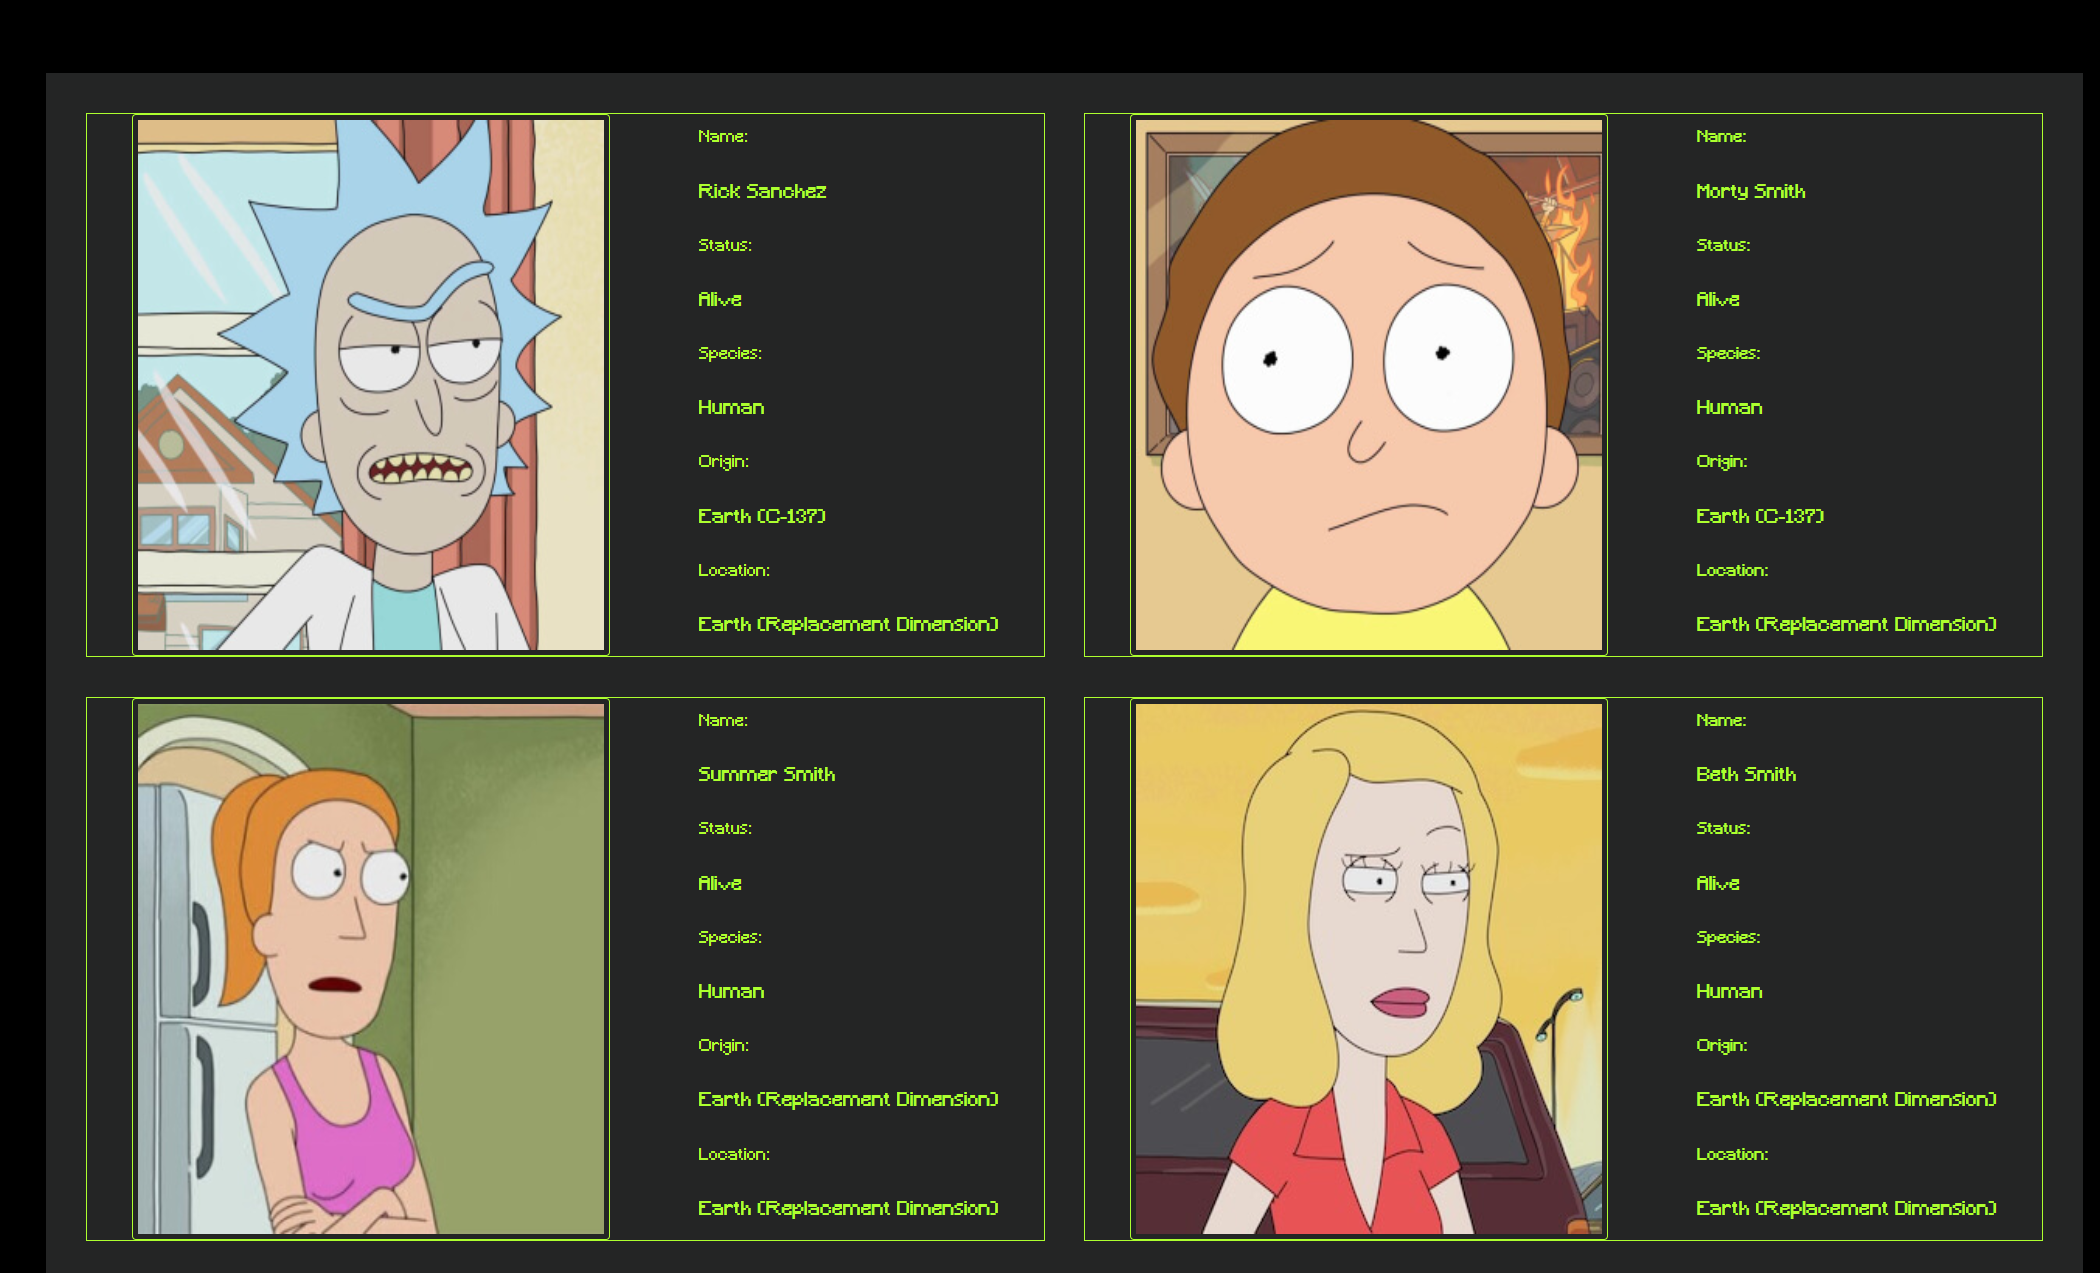 Name:
Rick Sanchez
Status:
Alive
Species:
Human
Origin:
Earth (C-137)
Location:
Earth (Replacement Dimension)
Name:
Morty Smith
Status:
Alive
Species:
Human
Origin:
Earth (C-137)
Location:
Earth (Replacement Dimension)
Name:
Summer Smith
Status:
Alive
Species:
Human
Origin:
Earth (Replacement Dimension)
Location:
Earth (Replacement Dimension)
Name:
Beth Smith
Status:
Alive
Species:
Human
Origin:
Earth (Replacement Dimension)
Location:
Earth (Replacement Dimension)